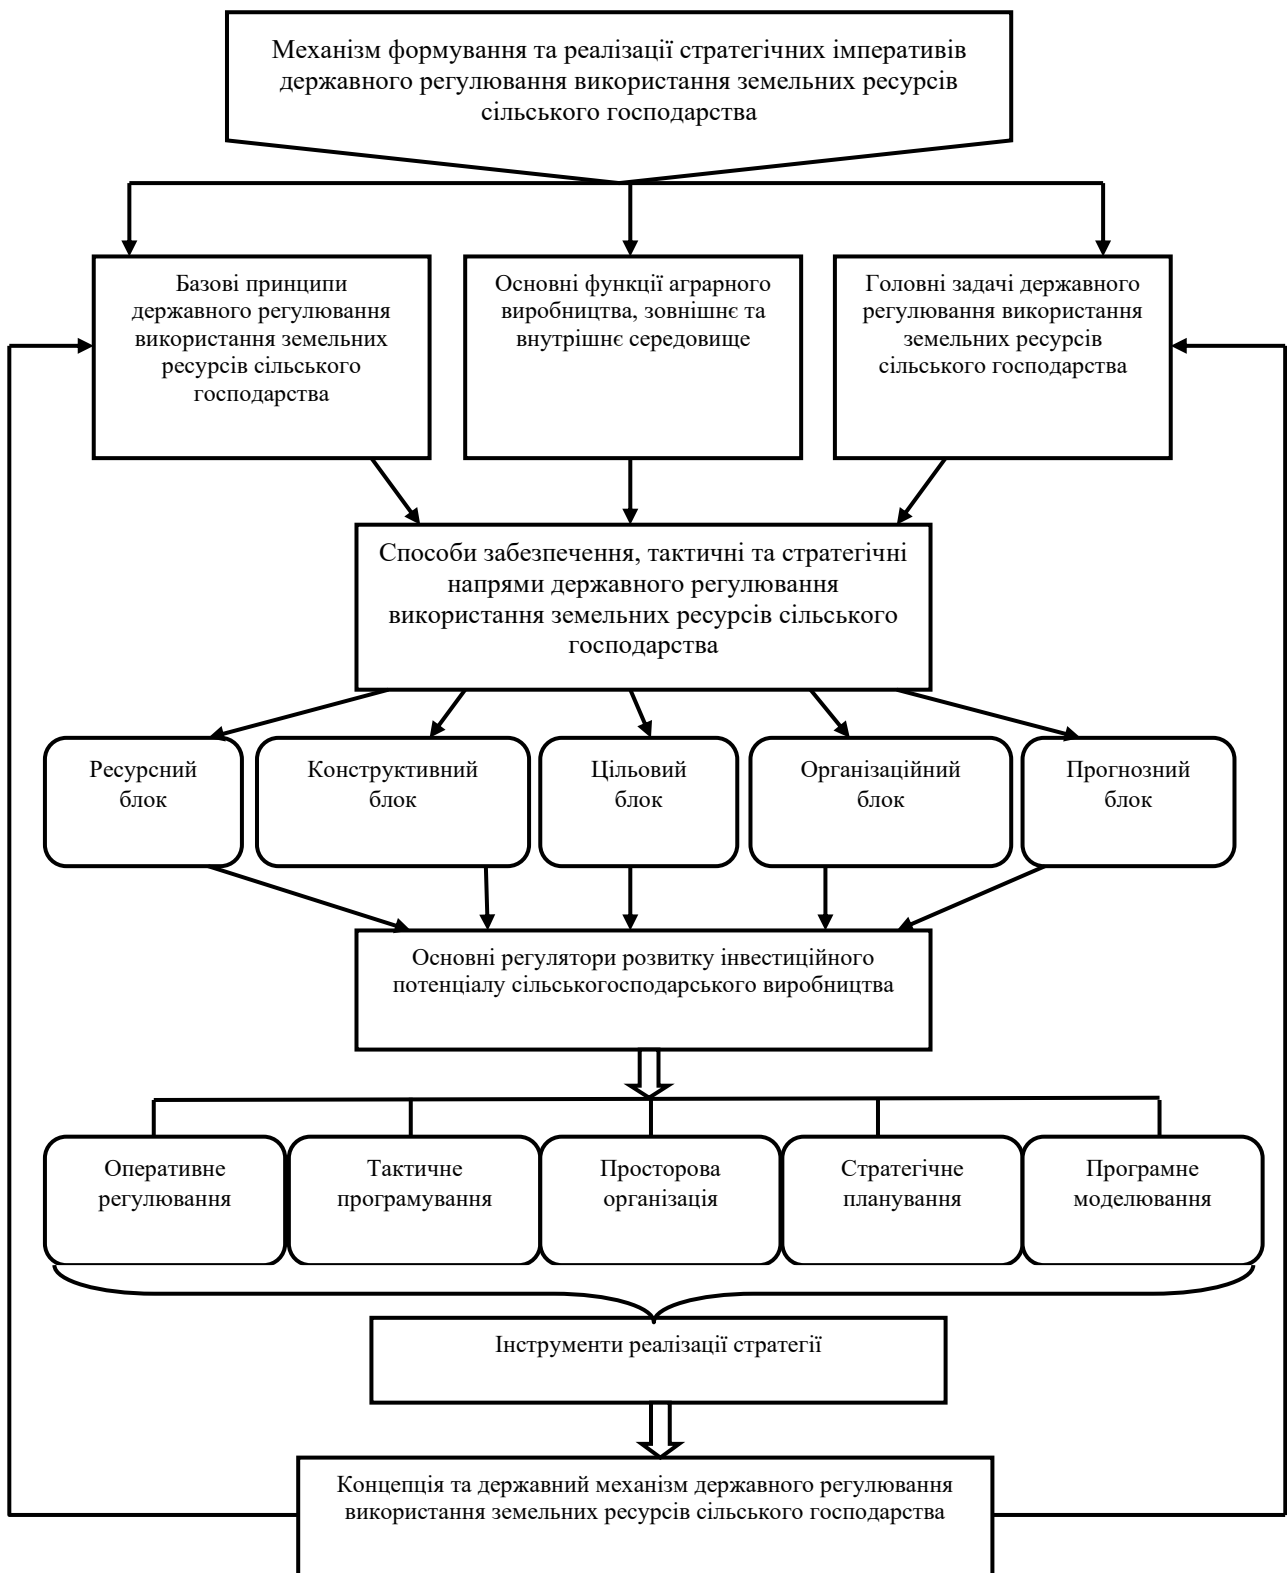 Механізм формування та реалізації стратегічних імперативів
державного регулювання використання земельних ресурсів
сільського господарства
Базові принципи
державного регулювання
використання земельних
ресурсів сільського
господарства
Основні функції аграрного
виробництва, зовнішнє та
внутрішнє середовище
Головні задачі державного
регулювання використання
земельних ресурсів
сільського господарства
Способи забезпечення, тактичні та стратегічні
напрями державного регулювання
використання земельних ресурсів сільського
господарства
Ресурсний
блок
Конструктивний
блок
Цільовий
блок
Організаційний
блок
Прогнозний
блок
Основні регулятори розвитку інвестиційного
потенціалу сільськогосподарського виробництва
Оперативне
регулювання
Тактичне
програмування
Просторова
організація
Стратегічне
планування
Програмне
моделювання
Інструменти реалізації стратегії
Концепція та державний механізм державного регулювання
використання земельних ресурсів сільського господарства